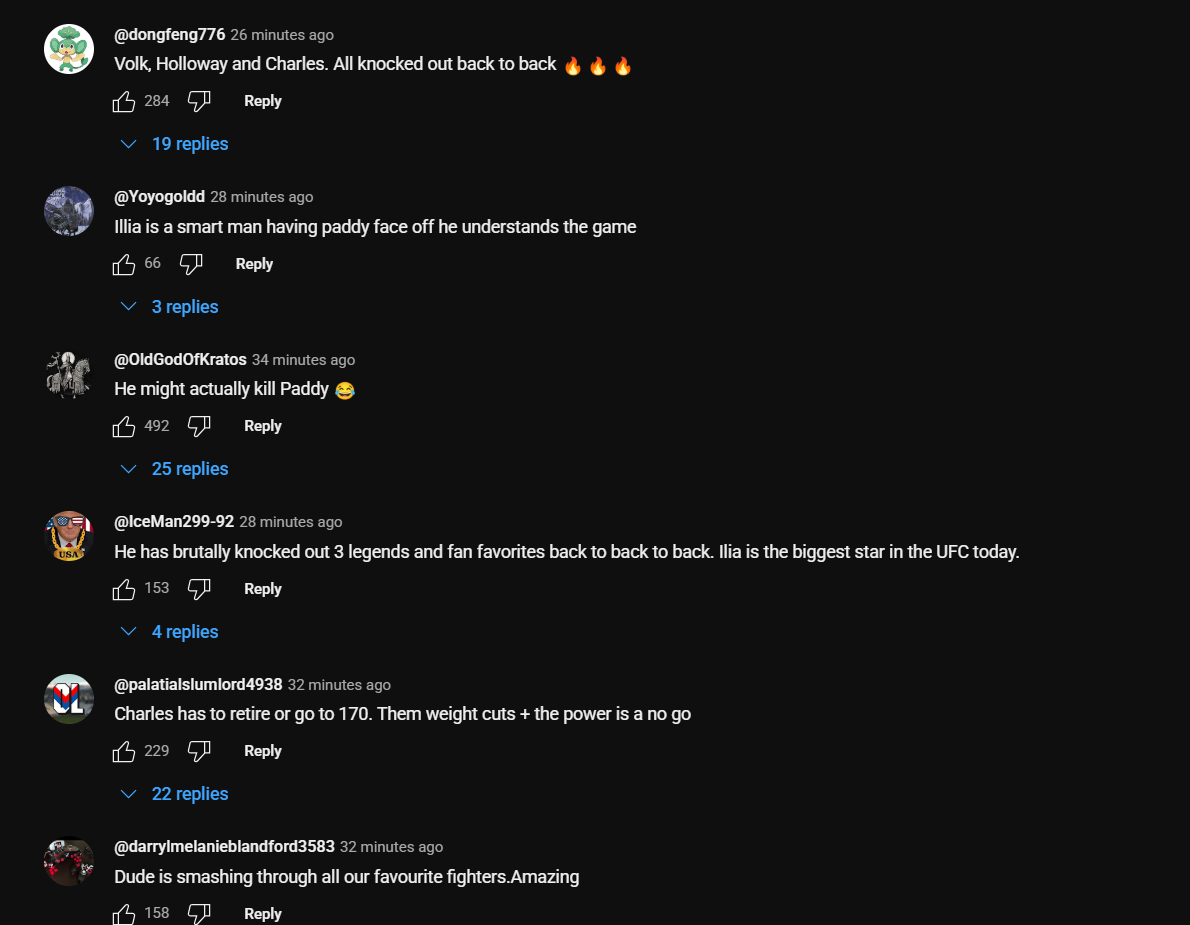 @dongfeng776 26 minutes ago
Volk, Holloway and Charles. All knocked out back to back 🔥 🔥 🔥
284 Reply
19 replies
@Yoyogoldd 28 minutes ago
Illia is a smart man having paddy face off he understands the game
66 Reply
3 replies
@OldGodOfKratos 34 minutes ago
He might actually kill Paddy 😂
492 Reply
25 replies
USA
@IceMan299-92 28 minutes ago
He has brutally knocked out 3 legends and fan favorites back to back to back. Ilia is the biggest star in the UFC today.
153 Reply
4 replies
@palatialslumlord4938 32 minutes ago
Charles has to retire or go to 170. Them weight cuts + the power is a no go
229 Reply
22 replies
@darrylmelanieblandford3583 32 minutes ago
Dude is smashing through all our favourite fighters.Amazing
158 Reply